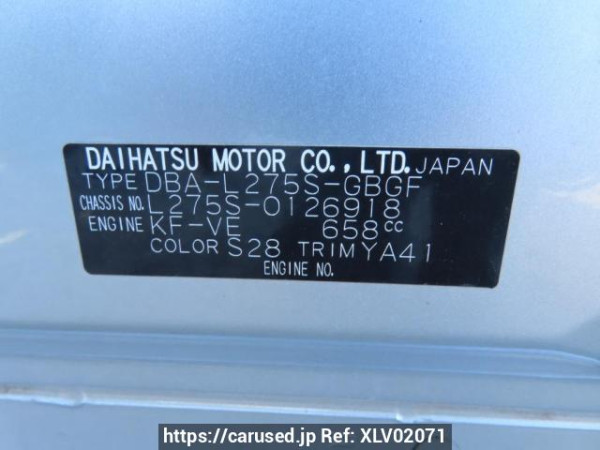 DAIHATSU MOTOR CO., LTD. JAPAN
TYPE DBA-L275S-GBGF
CHASSIS NO. L275S-0126918
ENGINE KF-VE 658cc
COLOR S28 TRIM YA41
ENGINE NO.
https://carused.jp Ref: XLV02071